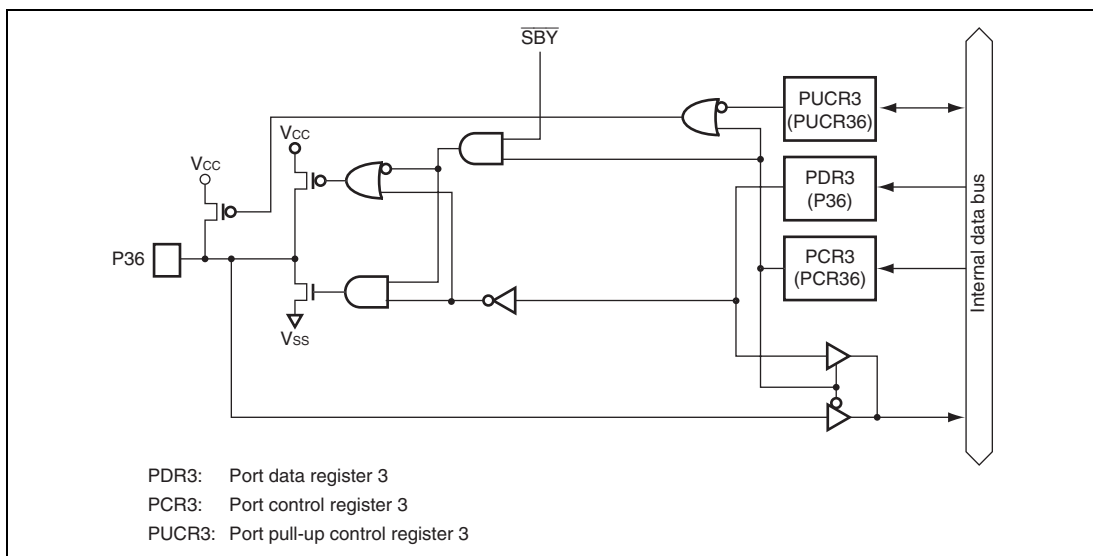 SBY
PUCR3
(PUCR36)
VCC
VCC
PDR3
(P36)
P36
PCR3
(PCR36)
VSS
Internal data bus
PDR3: Port data register 3
PCR3: Port control register 3
PUCR3: Port pull-up control register 3